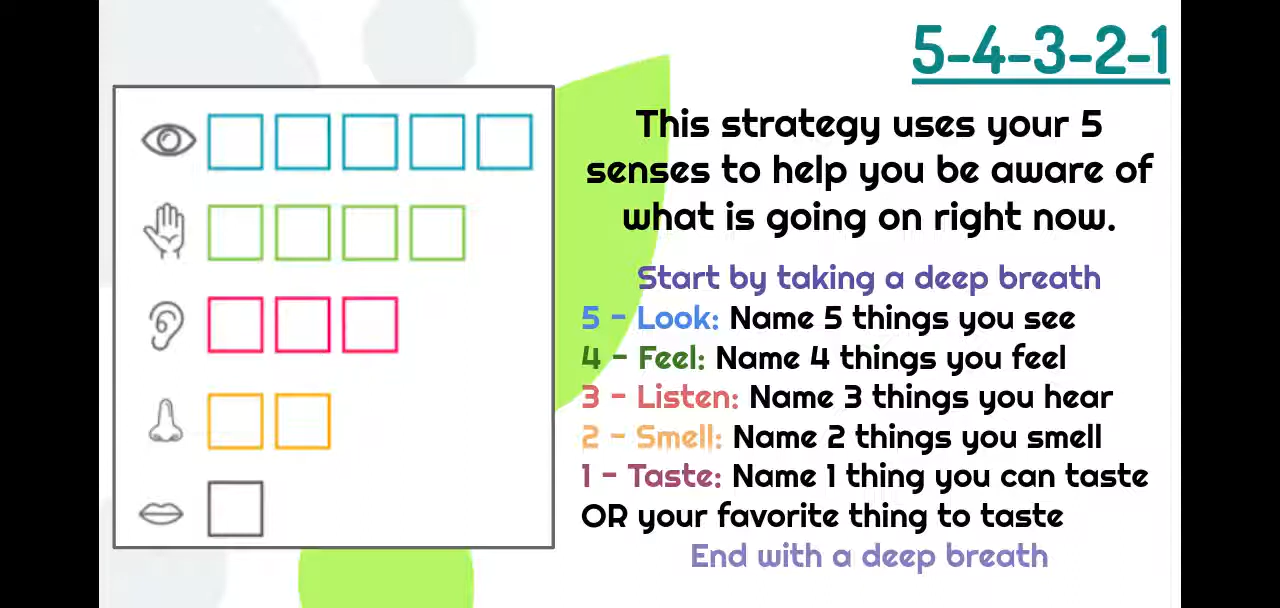 5-4-3-2-1
This strategy uses your 5
senses to help you be aware of
what is going on right now.
Start by taking a deep breath
5 - Look: Name 5 things you see
4 - Feel: Name 4 things you feel
3 - Listen: Name 3 things you hear
2 - Smell: Name 2 things you smell
1 - Taste: Name 1 thing you can taste
OR your favorite thing to taste
End with a deep breath